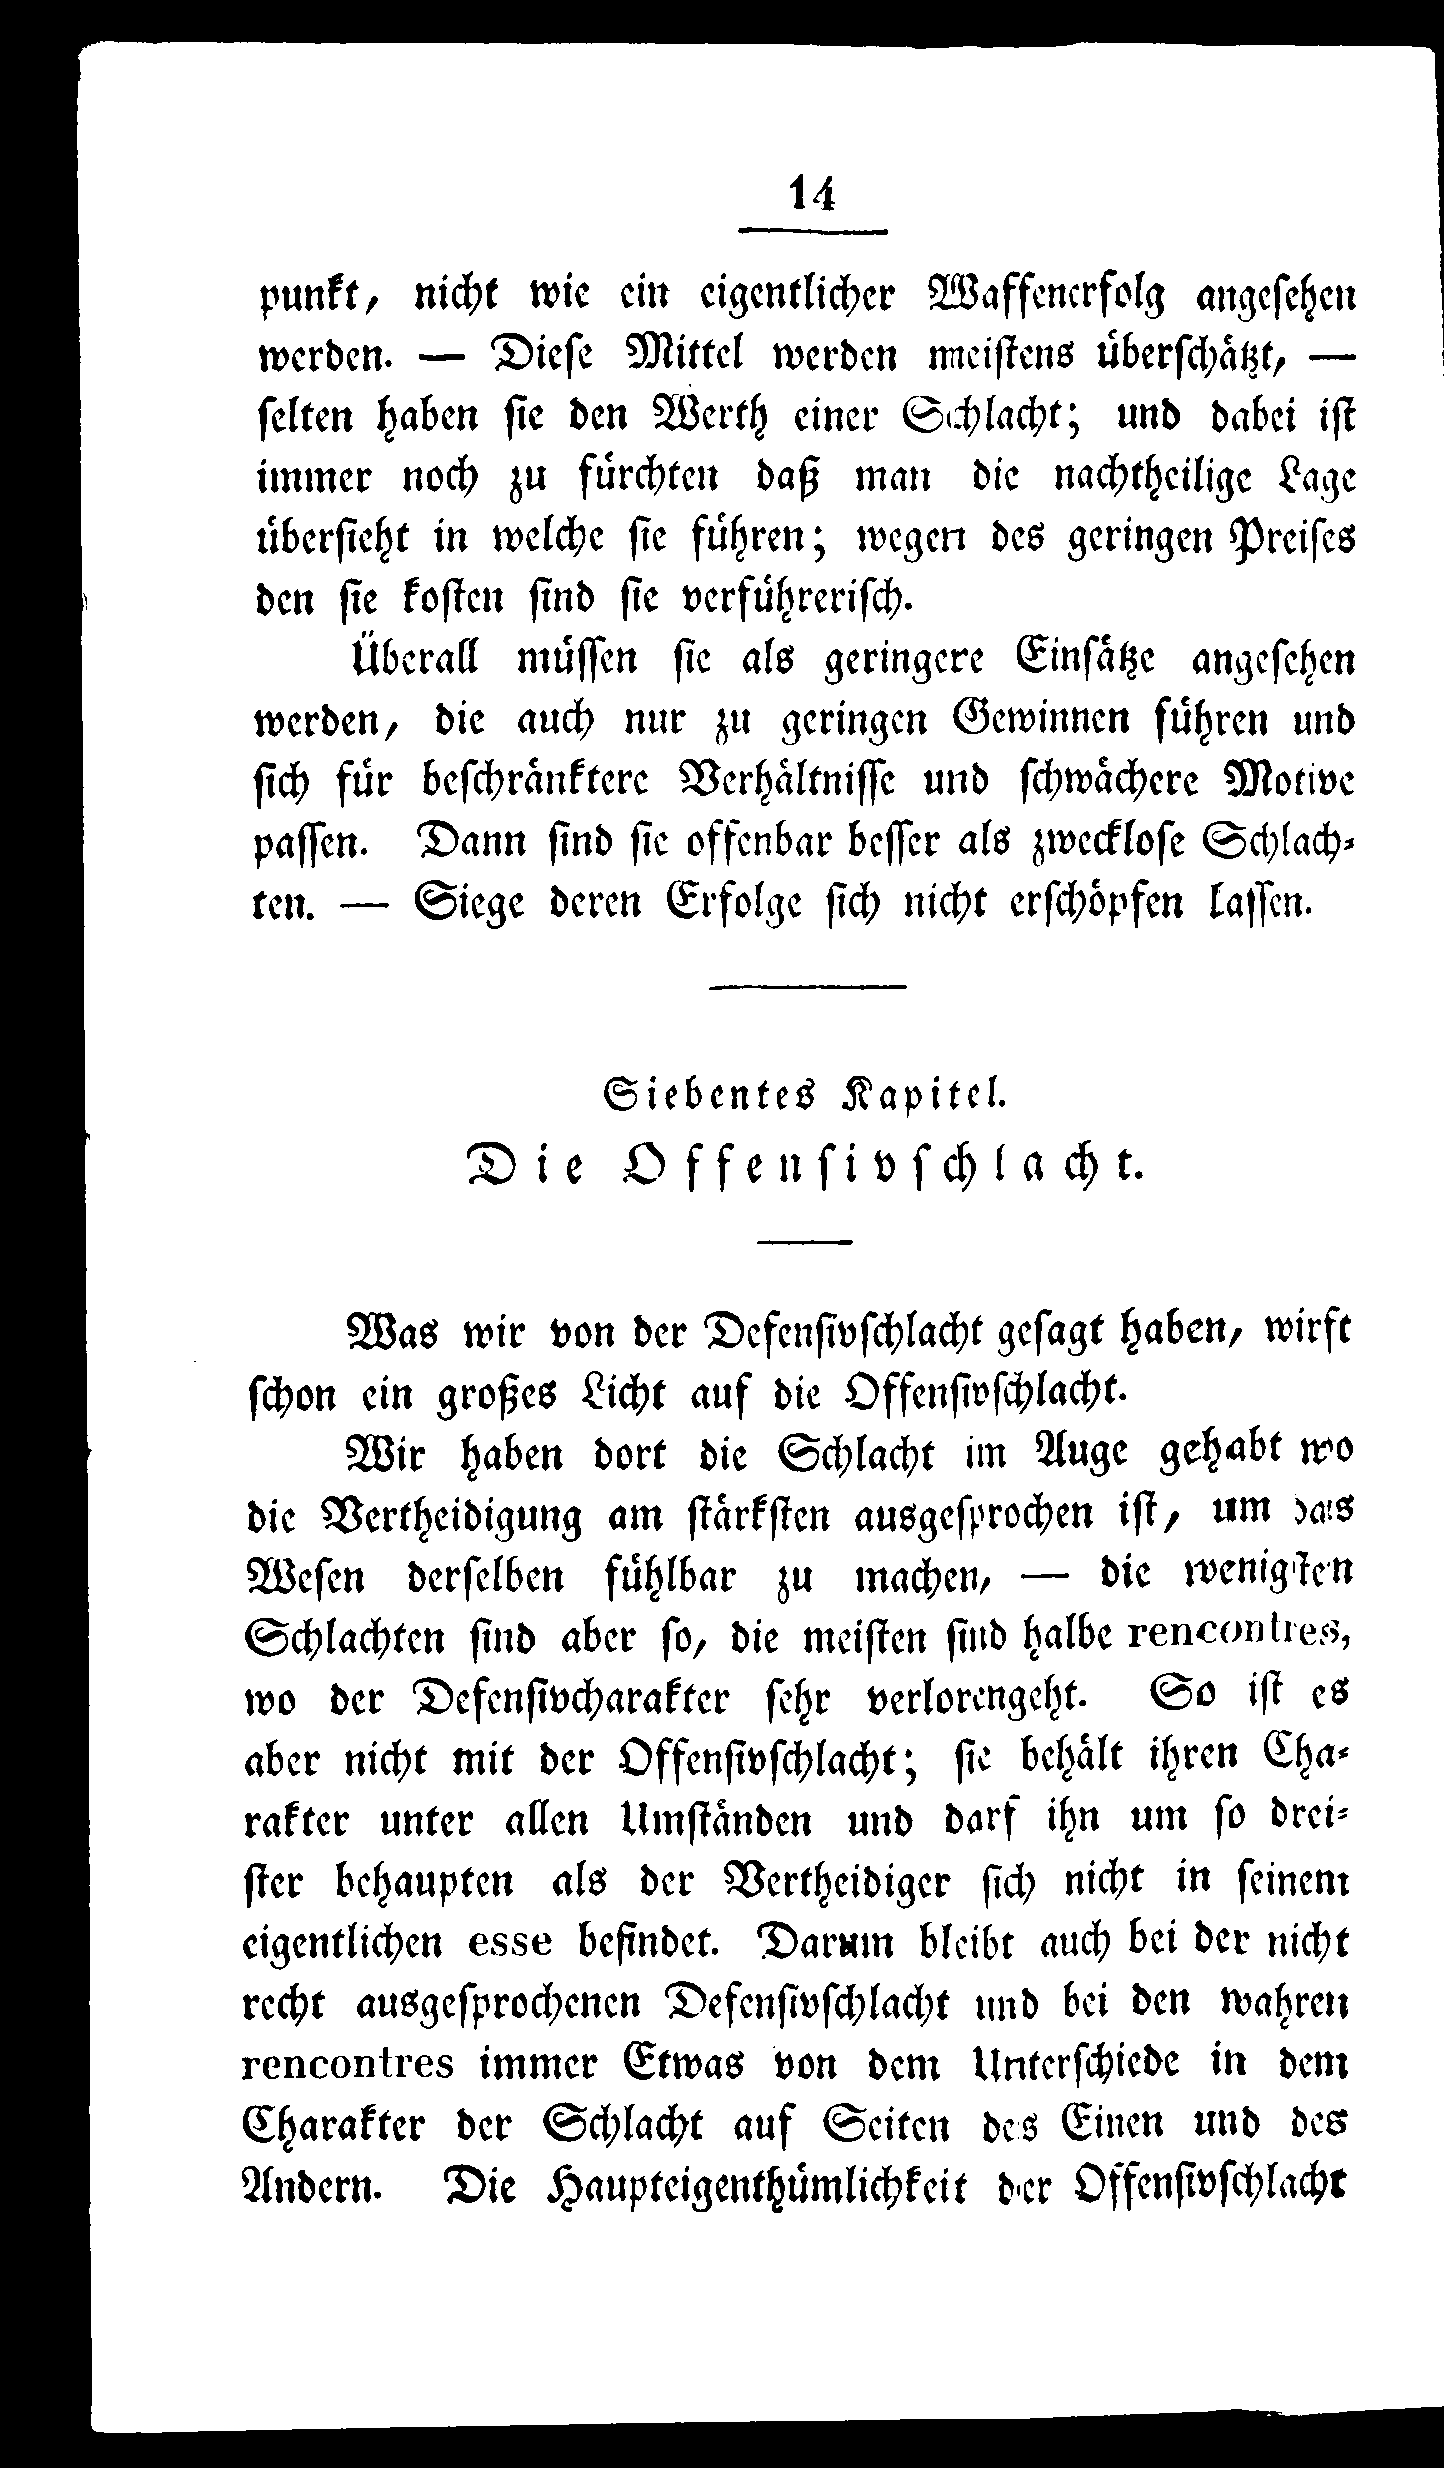 14
punkt, nicht wie ein eigentlicher Waffenerfolg angeſehen
werden. — Dieſe Mittel werden meiſtens überſchätzt, —
ſelten haben ſie den Werth einer Schlacht; und dabei iſt
immer noch zu fürchten daß man die nachtheilige Lage
überſieht in welche ſie führen; wegen des geringen Preiſes
den ſie koſten ſind ſie verführeriſch.
Überall müſſen ſie als geringere Einſätze angeſehen
werden, die auch nur zu geringen Gewinnen führen und
ſich für beſchränktere Verhältniſſe und ſchwächere Motive
paſſen. Dann ſind ſie offenbar beſſer als zweckloſe Schlach-
ten. — Siege deren Erfolge ſich nicht erſchöpfen laſſen.
Siebentes Kapitel.
Die Offenſivſchlacht.
Was wir von der Defenſivſchlacht geſagt haben, wirft
ſchon ein großes Licht auf die Offenſivſchlacht.
Wir haben dort die Schlacht im Auge gehabt wo
die Vertheidigung am ſtärkſten ausgeſprochen iſt, um das
Weſen derſelben fühlbar zu machen, — die wenigſten
Schlachten ſind aber ſo, die meiſten ſind halbe rencontres,
wo der Defenſivcharakter ſehr verlorengeht. So iſt es
aber nicht mit der Offenſivſchlacht; ſie behält ihren Cha-
rakter unter allen Umſtänden und darf ihn um ſo drei-
ſter behaupten als der Vertheidiger ſich nicht in ſeinem
eigentlichen esse befindet. Darum bleibt auch bei der nicht
recht ausgeſprochenen Defenſivſchlacht und bei den wahren
rencontres immer Etwas von dem Unterſchiede in dem
Charakter der Schlacht auf Seiten des Einen und des
Andern. Die Haupteigenthümlichkeit der Offenſivſchlacht